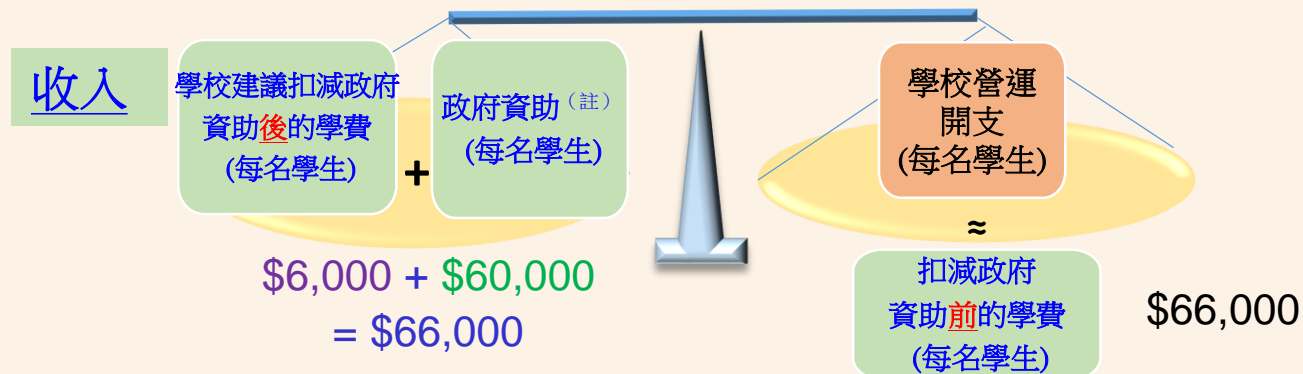 收入
學校建議扣減政府
資助後的學費
(每名學生)
+
政府資助（註）
(每名學生)
$6,000 + $60,000
= $66,000
學校營運
開支
(每名學生)
≈
扣減政府
資助前的學費
(每名學生)
$66,000